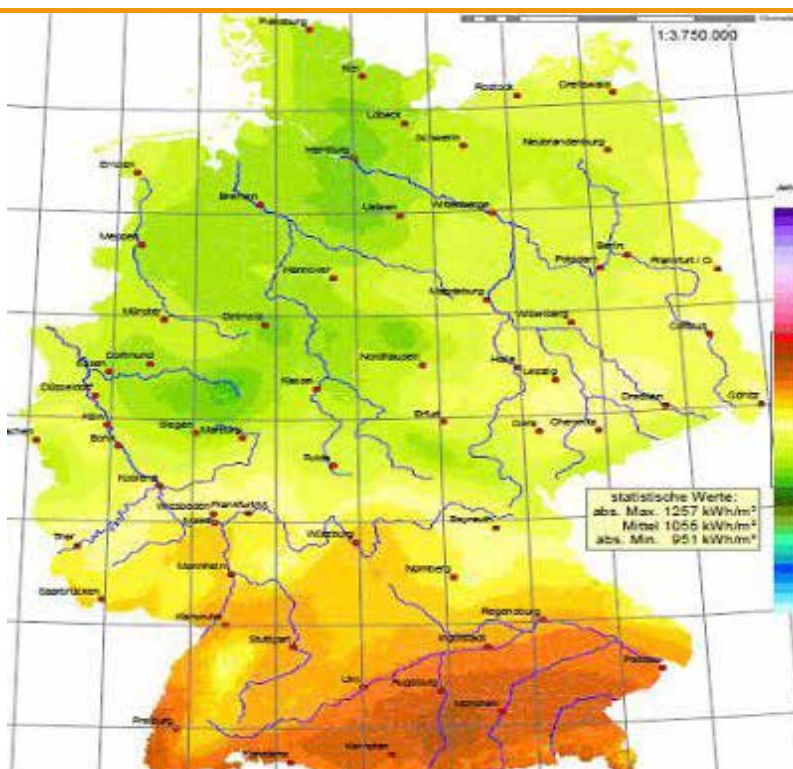 Flensburg
1:3.750.000
Kiel
Rostock
Greifswald
Lübeck
Schwerin
Hamburg
Neubrandenburg
Emden
Bremen
Uelzen
Wittenberge
Meppen
Berlin
Hannover
Potsdam
Frankfurt / O.
Magdeburg
Münster
Detmold
Wittenberg
Cottbus
Dortmund
Essen
Nordhausen
Halle
Leipzig
Düsseldorf
Kassel
Dresden
Görlitz
Köln
Siegen
Marburg
Erfurt
Gera
Chemnitz
Bonn
Fulda
Koblenz
statistische Werte:
abs. Max. 1257 kWh/m²
Mittel 1055 kWh/m²
abs. Min. 951 kWh/m²
Wiesbaden
Mainz
Bayreuth
Trier
Würzburg
Mannheim
Nürnberg
Saarbrücken
Karlsruhe
Regensburg
Stuttgart
Ingolstadt
Passau
Ulm
Augsburg
München
Freiburg
Konstanz
Kempten